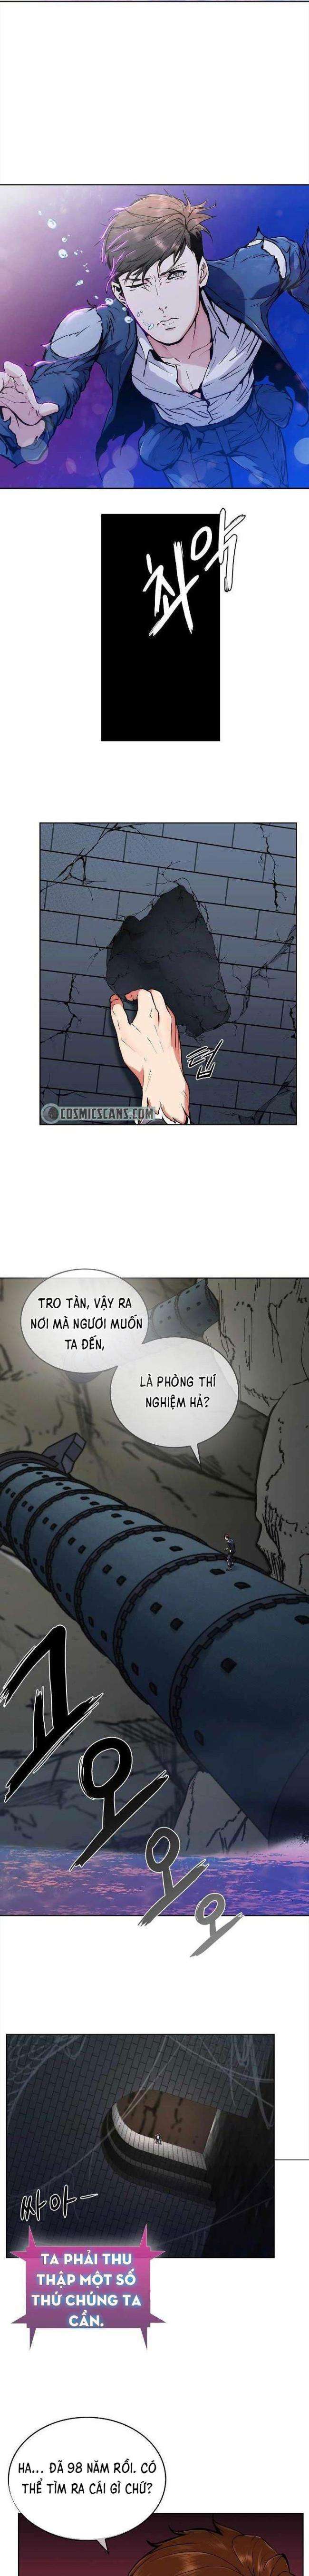 촤악
텁
COSMICSCANS.COM
TRO TÀN, VẬY RA
NƠI MÀ NGƯƠI MUỐN
TA ĐẾN,
LÀ PHÒNG THÍ
NGHIỆM HẢ?
고오오오
쏴아-
TA PHẢI THU
THẬP MỘT SỐ
THỨ CHÚNG TA
CẦN.
HA... ĐÃ 98 NĂM RỒI. CÓ
THỂ TÌM RA CÁI GÌ CHỨ?